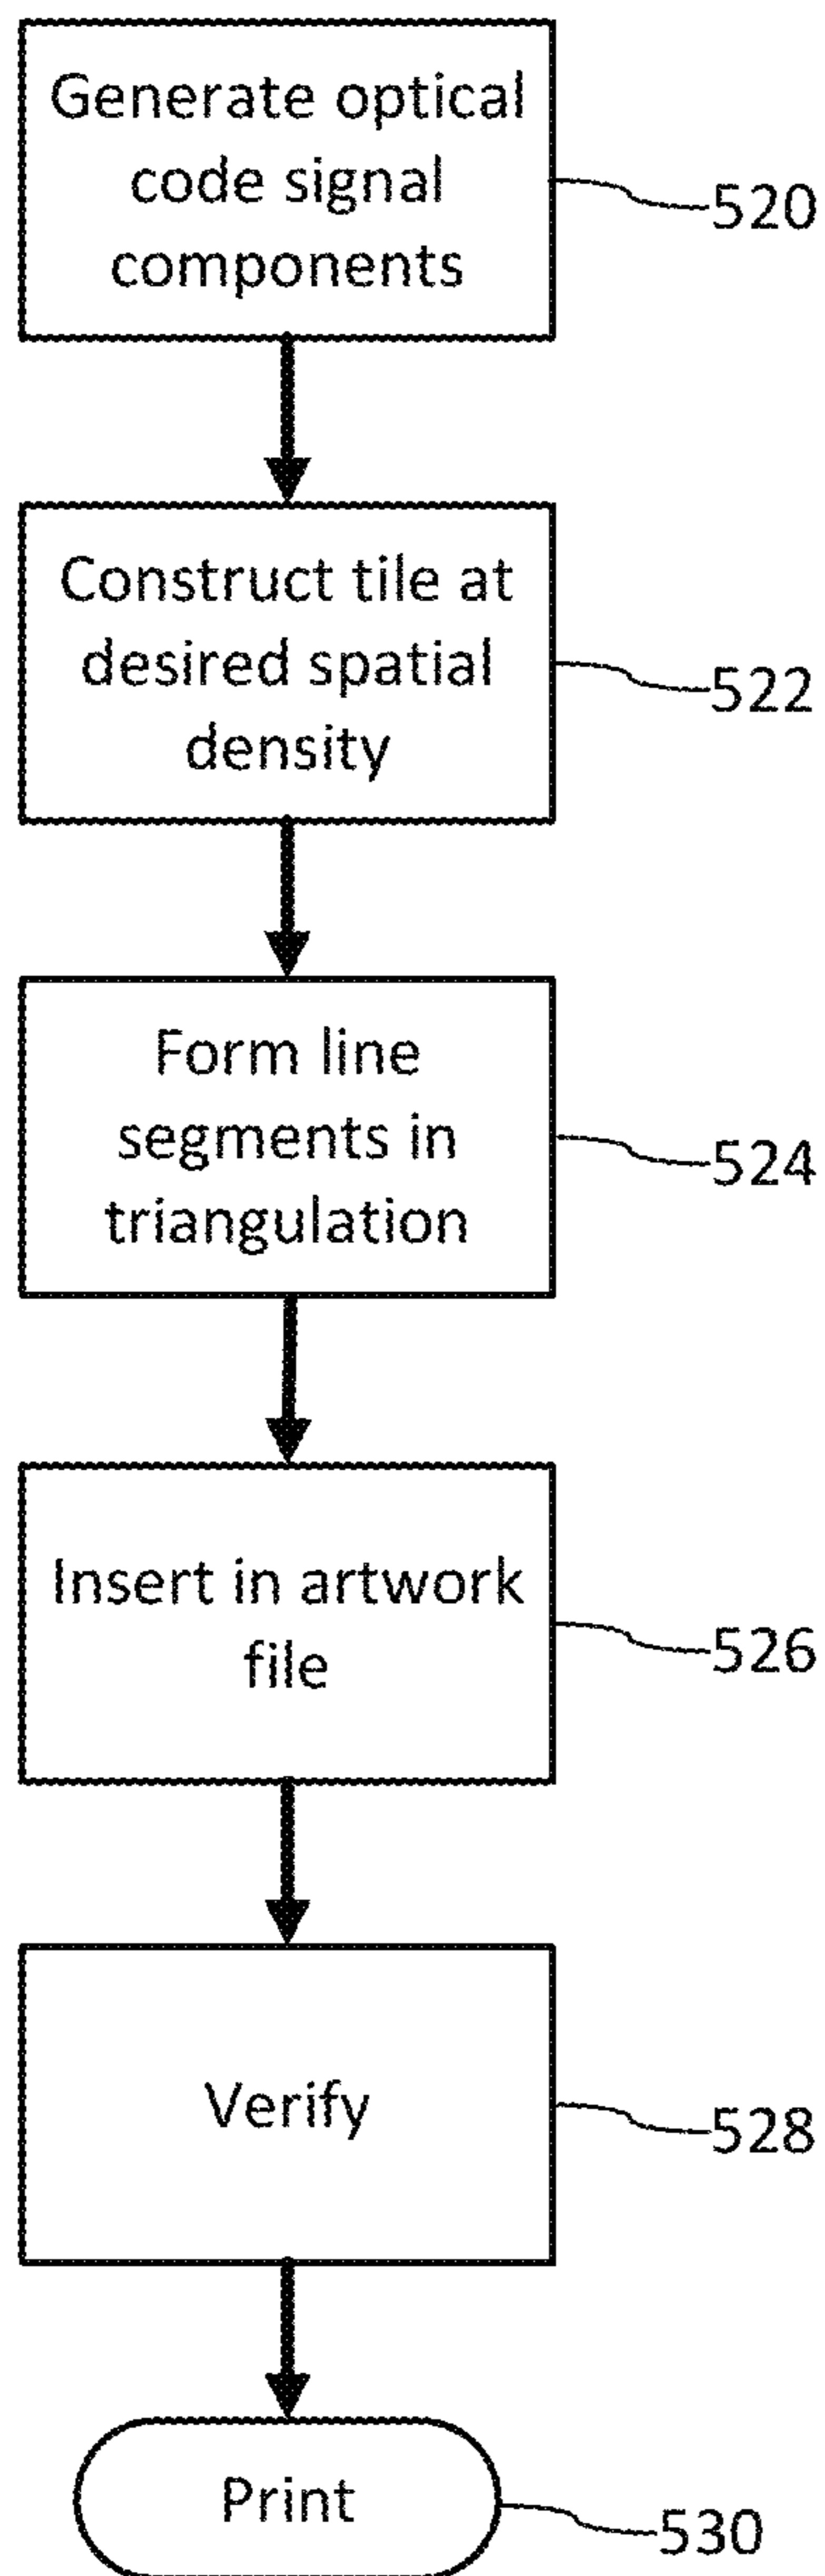 Generate optical
code signal
components
520
Construct tile at
desired spatial
density
522
Form line
segments in
triangulation
524
Insert in artwork
file
526
Verify
528
Print
530